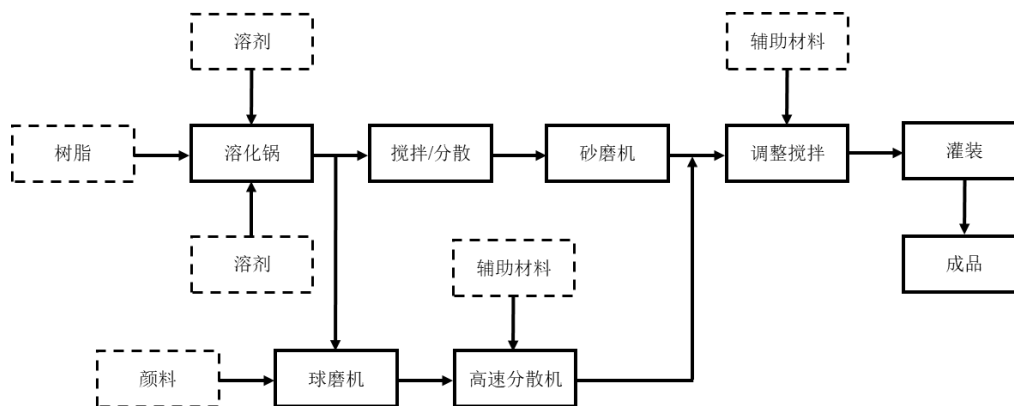 溶剂
辅助材料
树脂
溶化锅
搅拌/分散
砂磨机
调整搅拌
灌装
溶剂
辅助材料
成品
颜料
球磨机
高速分散机